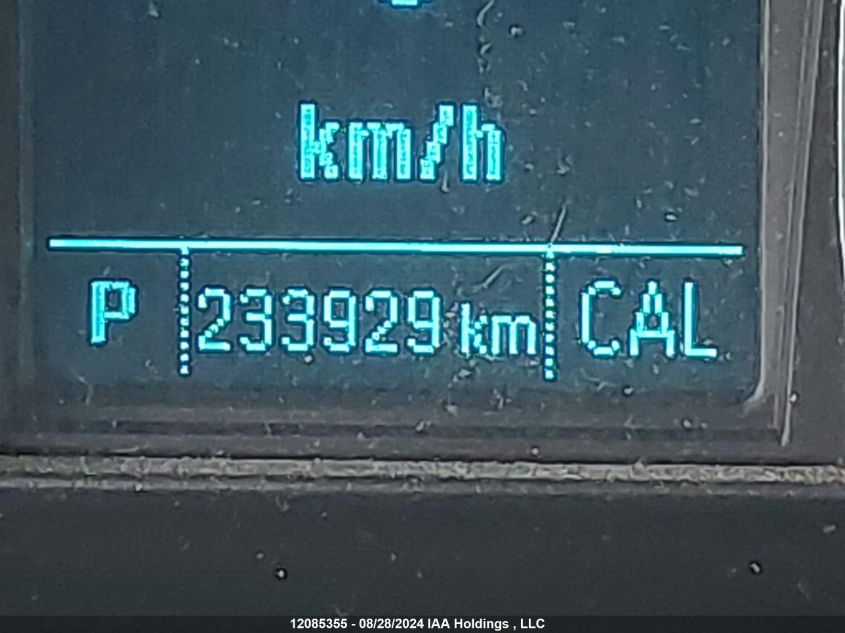 km/h
P 233929 km CAL
12085355 - 08/28/2024 IAA Holdings , LLC